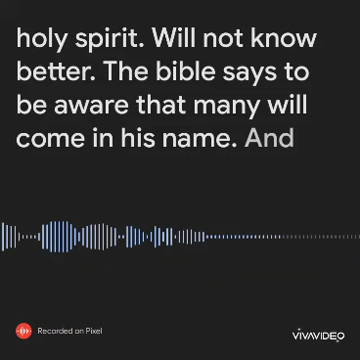 holy spirit. Will not know
better. The bible says to
be aware that many will
come in his name. And
Recorded on Pixel
VIVAVIDEO